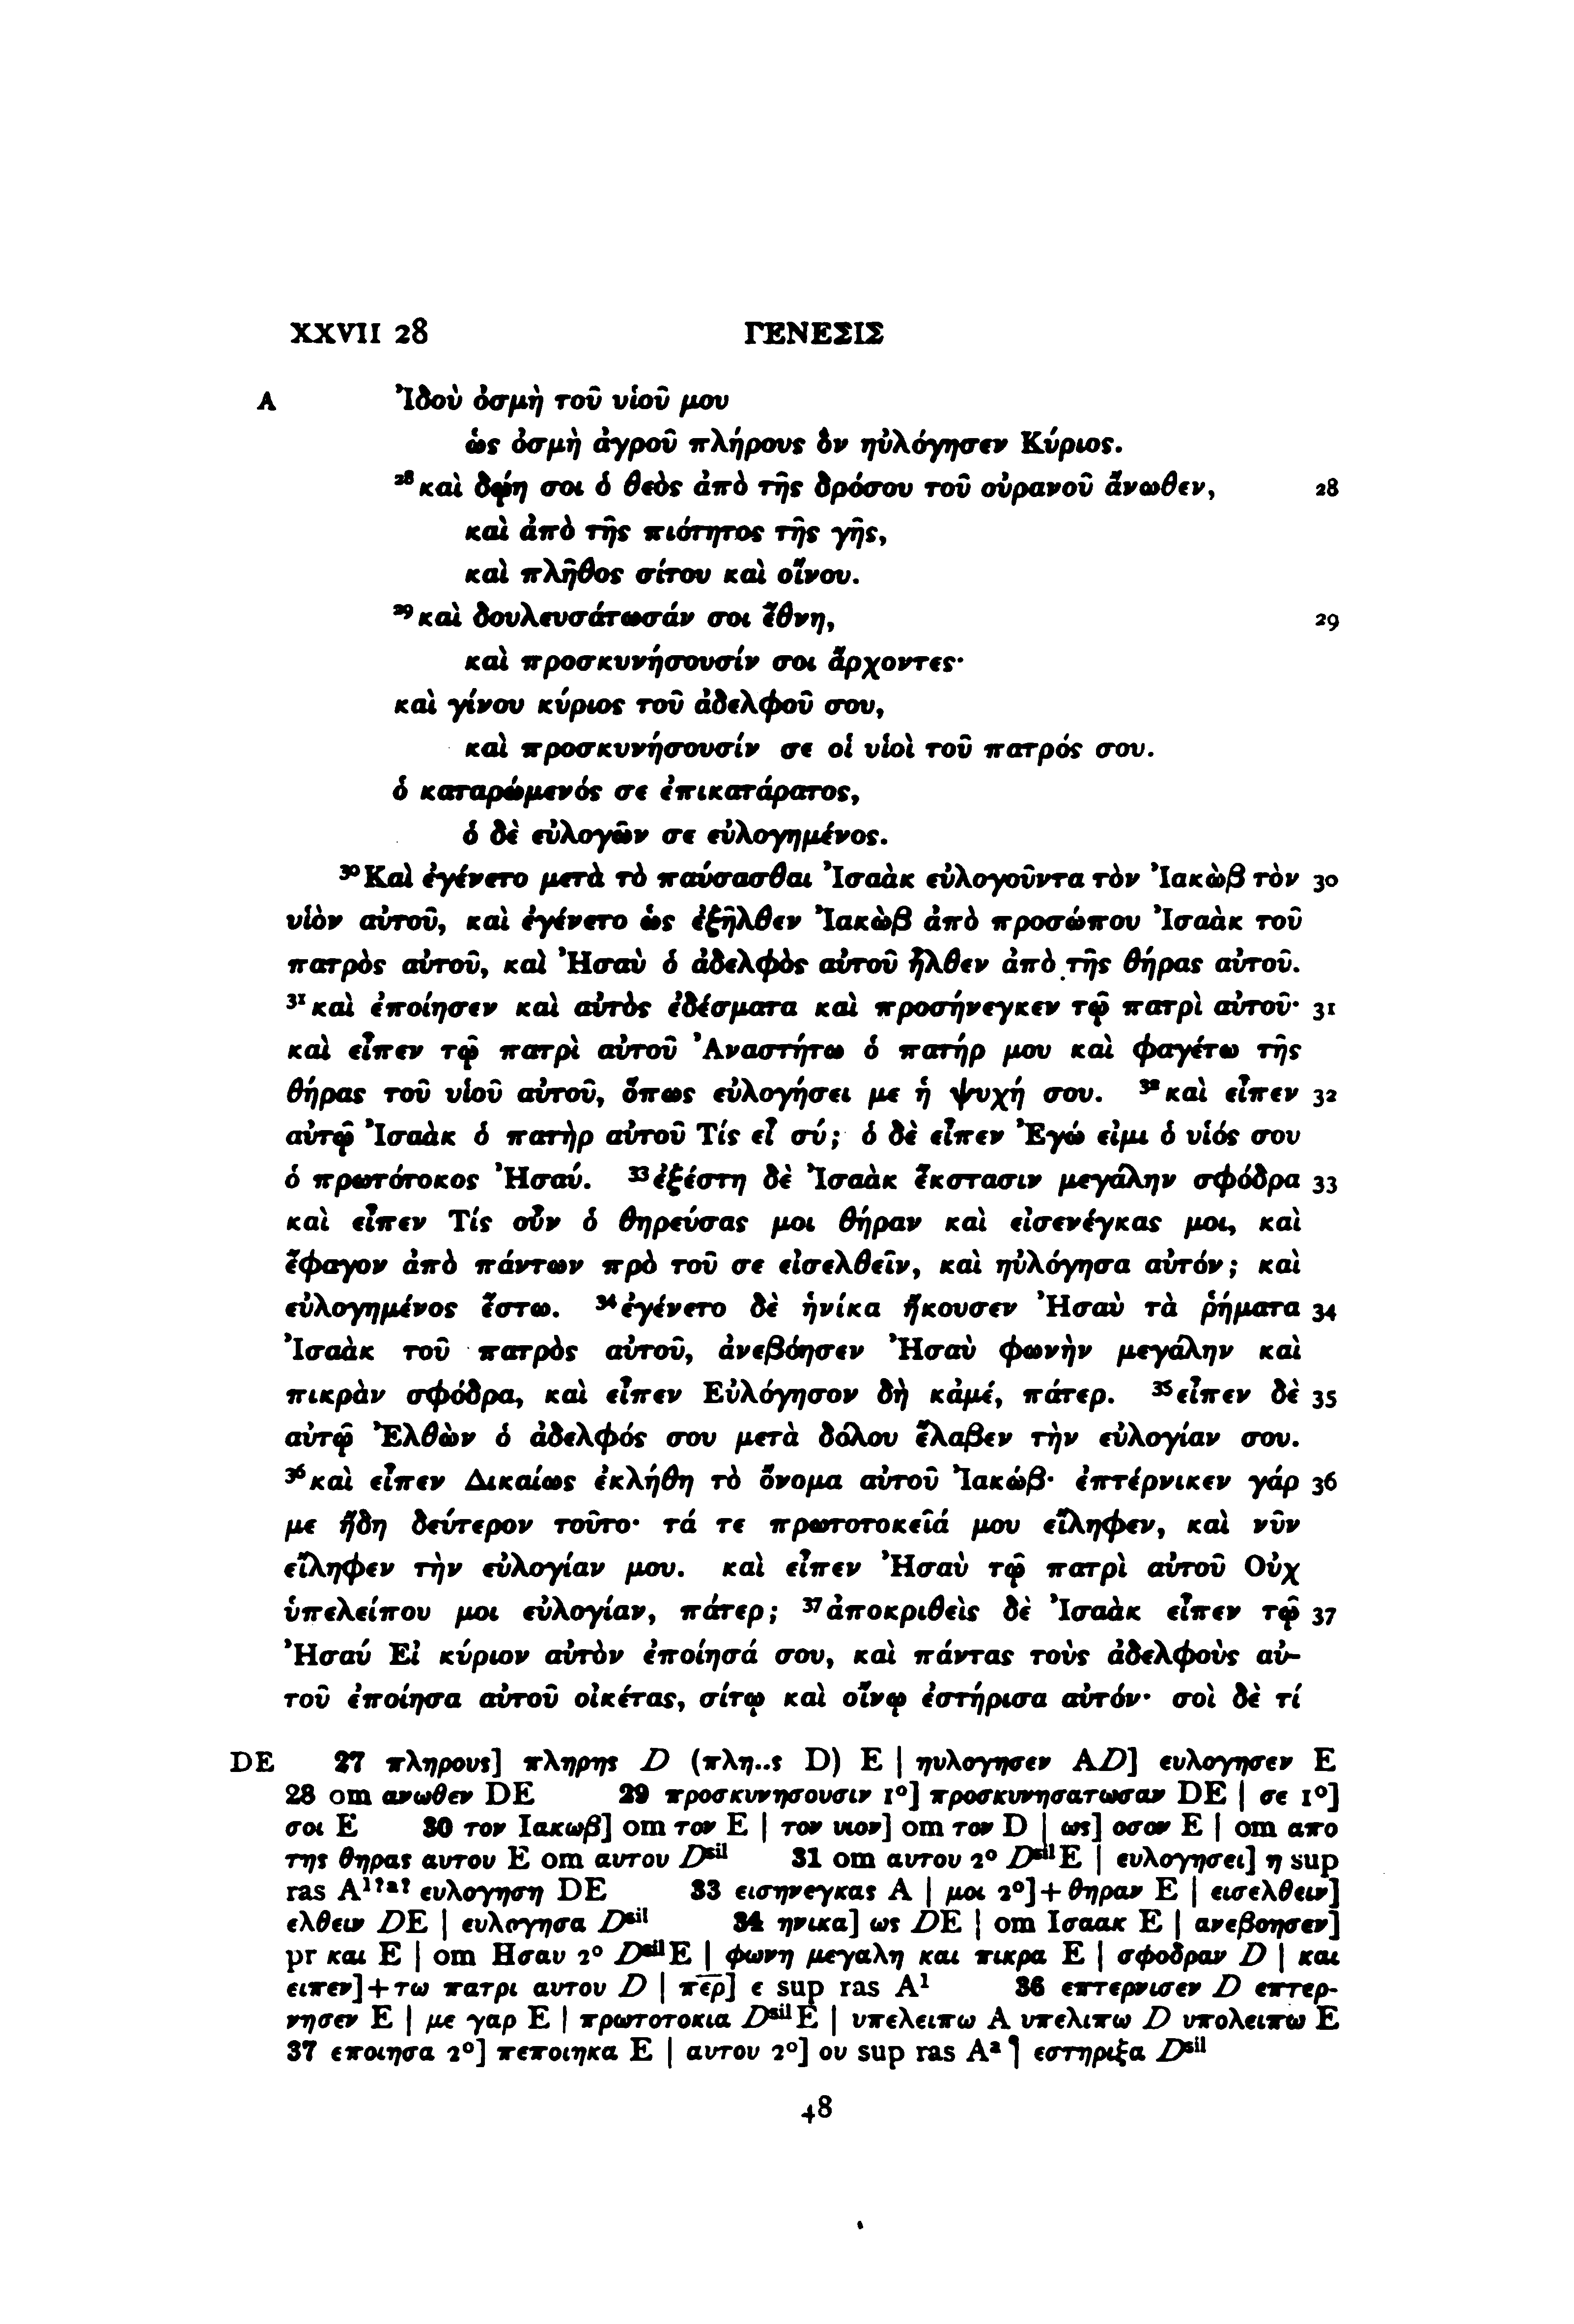 XXVII 28 ΓΕΝΕΣΙΣ
A Ἰδοὺ ὀσμὴ τοῦ υἱοῦ μου
ὡς ὀσμὴ ἀγροῦ πλήρους ὃν ηὐλόγησεν Κύριος.
²⁸καὶ δῴη σοι ὁ θεὸς ἀπὸ τῆς δρόσου τοῦ οὐρανοῦ ἄνωθεν, 28
καὶ ἀπὸ τῆς πιότητος τῆς γῆς,
καὶ πλῆθος σίτου καὶ οἴνου.
²⁹καὶ δουλευσάτωσάν σοι ἔθνη, 29
καὶ προσκυνήσουσίν σοι ἄρχοντες·
καὶ γίνου κύριος τοῦ ἀδελφοῦ σου,
καὶ προσκυνήσουσίν σε οἱ υἱοὶ τοῦ πατρός σου.
ὁ καταρώμενός σε ἐπικατάρατος,
ὁ δὲ εὐλογῶν σε εὐλογημένος.
³⁰Καὶ ἐγένετο μετὰ τὸ παύσασθαι Ἰσαὰκ εὐλογοῦντα τὸν Ἰακὼβ τὸν 30
υἱὸν αὐτοῦ, καὶ ἐγένετο ὡς ἐξῆλθεν Ἰακὼβ ἀπὸ προσώπου Ἰσαὰκ τοῦ
πατρὸς αὐτοῦ, καὶ Ἡσαὺ ὁ ἀδελφὸς αὐτοῦ ἦλθεν ἀπὸ τῆς θήρας αὐτοῦ.
³¹καὶ ἐποίησεν καὶ αὐτὸς ἐδέσματα καὶ προσήνεγκεν τῷ πατρὶ αὐτοῦ· 31
καὶ εἶπεν τῷ πατρὶ αὐτοῦ Ἀναστήτω ὁ πατήρ μου καὶ φαγέτω τῆς
θήρας τοῦ υἱοῦ αὐτοῦ, ὅπως εὐλογήσει με ἡ ψυχή σου. ³²καὶ εἶπεν 32
αὐτῷ Ἰσαὰκ ὁ πατὴρ αὐτοῦ Τίς εἶ σύ; ὁ δὲ εἶπεν Ἐγώ εἰμι ὁ υἱός σου
ὁ πρωτότοκος Ἡσαύ. ³³ἐξέστη δὲ Ἰσαὰκ ἔκστασιν μεγάλην σφόδρα 33
καὶ εἶπεν Τίς οὖν ὁ θηρεύσας μοι θήραν καὶ εἰσενέγκας μοι, καὶ
ἔφαγον ἀπὸ πάντων πρὸ τοῦ σε εἰσελθεῖν, καὶ ηὐλόγησα αὐτόν; καὶ
εὐλογημένος ἔστω. ³⁴ἐγένετο δὲ ἡνίκα ἤκουσεν Ἡσαὺ τὰ ῥήματα 34
Ἰσαὰκ τοῦ πατρὸς αὐτοῦ, ἀνεβόησεν Ἡσαὺ φωνὴν μεγάλην καὶ
πικρὰν σφόδρα, καὶ εἶπεν Εὐλόγησον δὴ κἀμέ, πάτερ. ³⁵εἶπεν δὲ 35
αὐτῷ Ἐλθὼν ὁ ἀδελφός σου μετὰ δόλου ἔλαβεν τὴν εὐλογίαν σου.
³⁶καὶ εἶπεν Δικαίως ἐκλήθη τὸ ὄνομα αὐτοῦ Ἰακώβ· ἐπτέρνικεν γάρ 36
με ἤδη δεύτερον τοῦτο· τά τε πρωτοτοκεῖά μου εἴληφεν, καὶ νῦν
εἴληφεν τὴν εὐλογίαν μου. καὶ εἶπεν Ἡσαὺ τῷ πατρὶ αὐτοῦ Οὐχ
ὑπελείπου μοι εὐλογίαν, πάτερ; ³⁷ἀποκριθεὶς δὲ Ἰσαὰκ εἶπεν τῷ 37
Ἡσαύ Εἰ κύριον αὐτὸν ἐποίησά σου, καὶ πάντας τοὺς ἀδελφοὺς αὐ-
τοῦ ἐποίησα αὐτοῦ οἰκέτας, σίτῳ καὶ οἴνῳ ἐστήρισα αὐτόν· σοὶ δὲ τί
DE 27 πληρους] πληρης D (πλη..ς D) E | ηυλογησεν AD] ευλογησεν E
28 om ανωθεν DE 29 προσκυνησουσιν 1°] προσκυνησατωσαν DE | σε 1°]
σοι E 30 τον Ιακωβ] om τον E | τον υιον] om τον D | ως] οσον E | om απο
της θηρας αυτου E om αυτου Dˢⁱˡ 31 om αυτου 2° DˢⁱˡE | ευλογησει] η sup
ras A¹ˀᵃˀ ευλογηση DE 33 εισηνεγκας A | μοι 2°]+θηραν E | εισελθειν]
ελθειν DE | ευλογησα Dˢⁱˡ 34 ηνικα] ως DE | om Ισαακ E | ανεβοησεν]
pr και E | om Ησαυ 2° DˢⁱˡE | φωνη μεγαλη και πικρα E | σφοδραν D | και
ειπεν]+τω πατρι αυτου D | πε̅ρ̅] ε sup ras A¹ 36 επτερνισεν D επτερ-
νησεν E | με γαρ E | πρωτοτοκια DˢⁱˡE | υπελειπω A υπελιπω D υπολειπω E
37 εποιησα 2°] πεποιηκα E | αυτου 2°] ου sup ras Aᵃ | εστηριξα Dˢⁱˡ
48